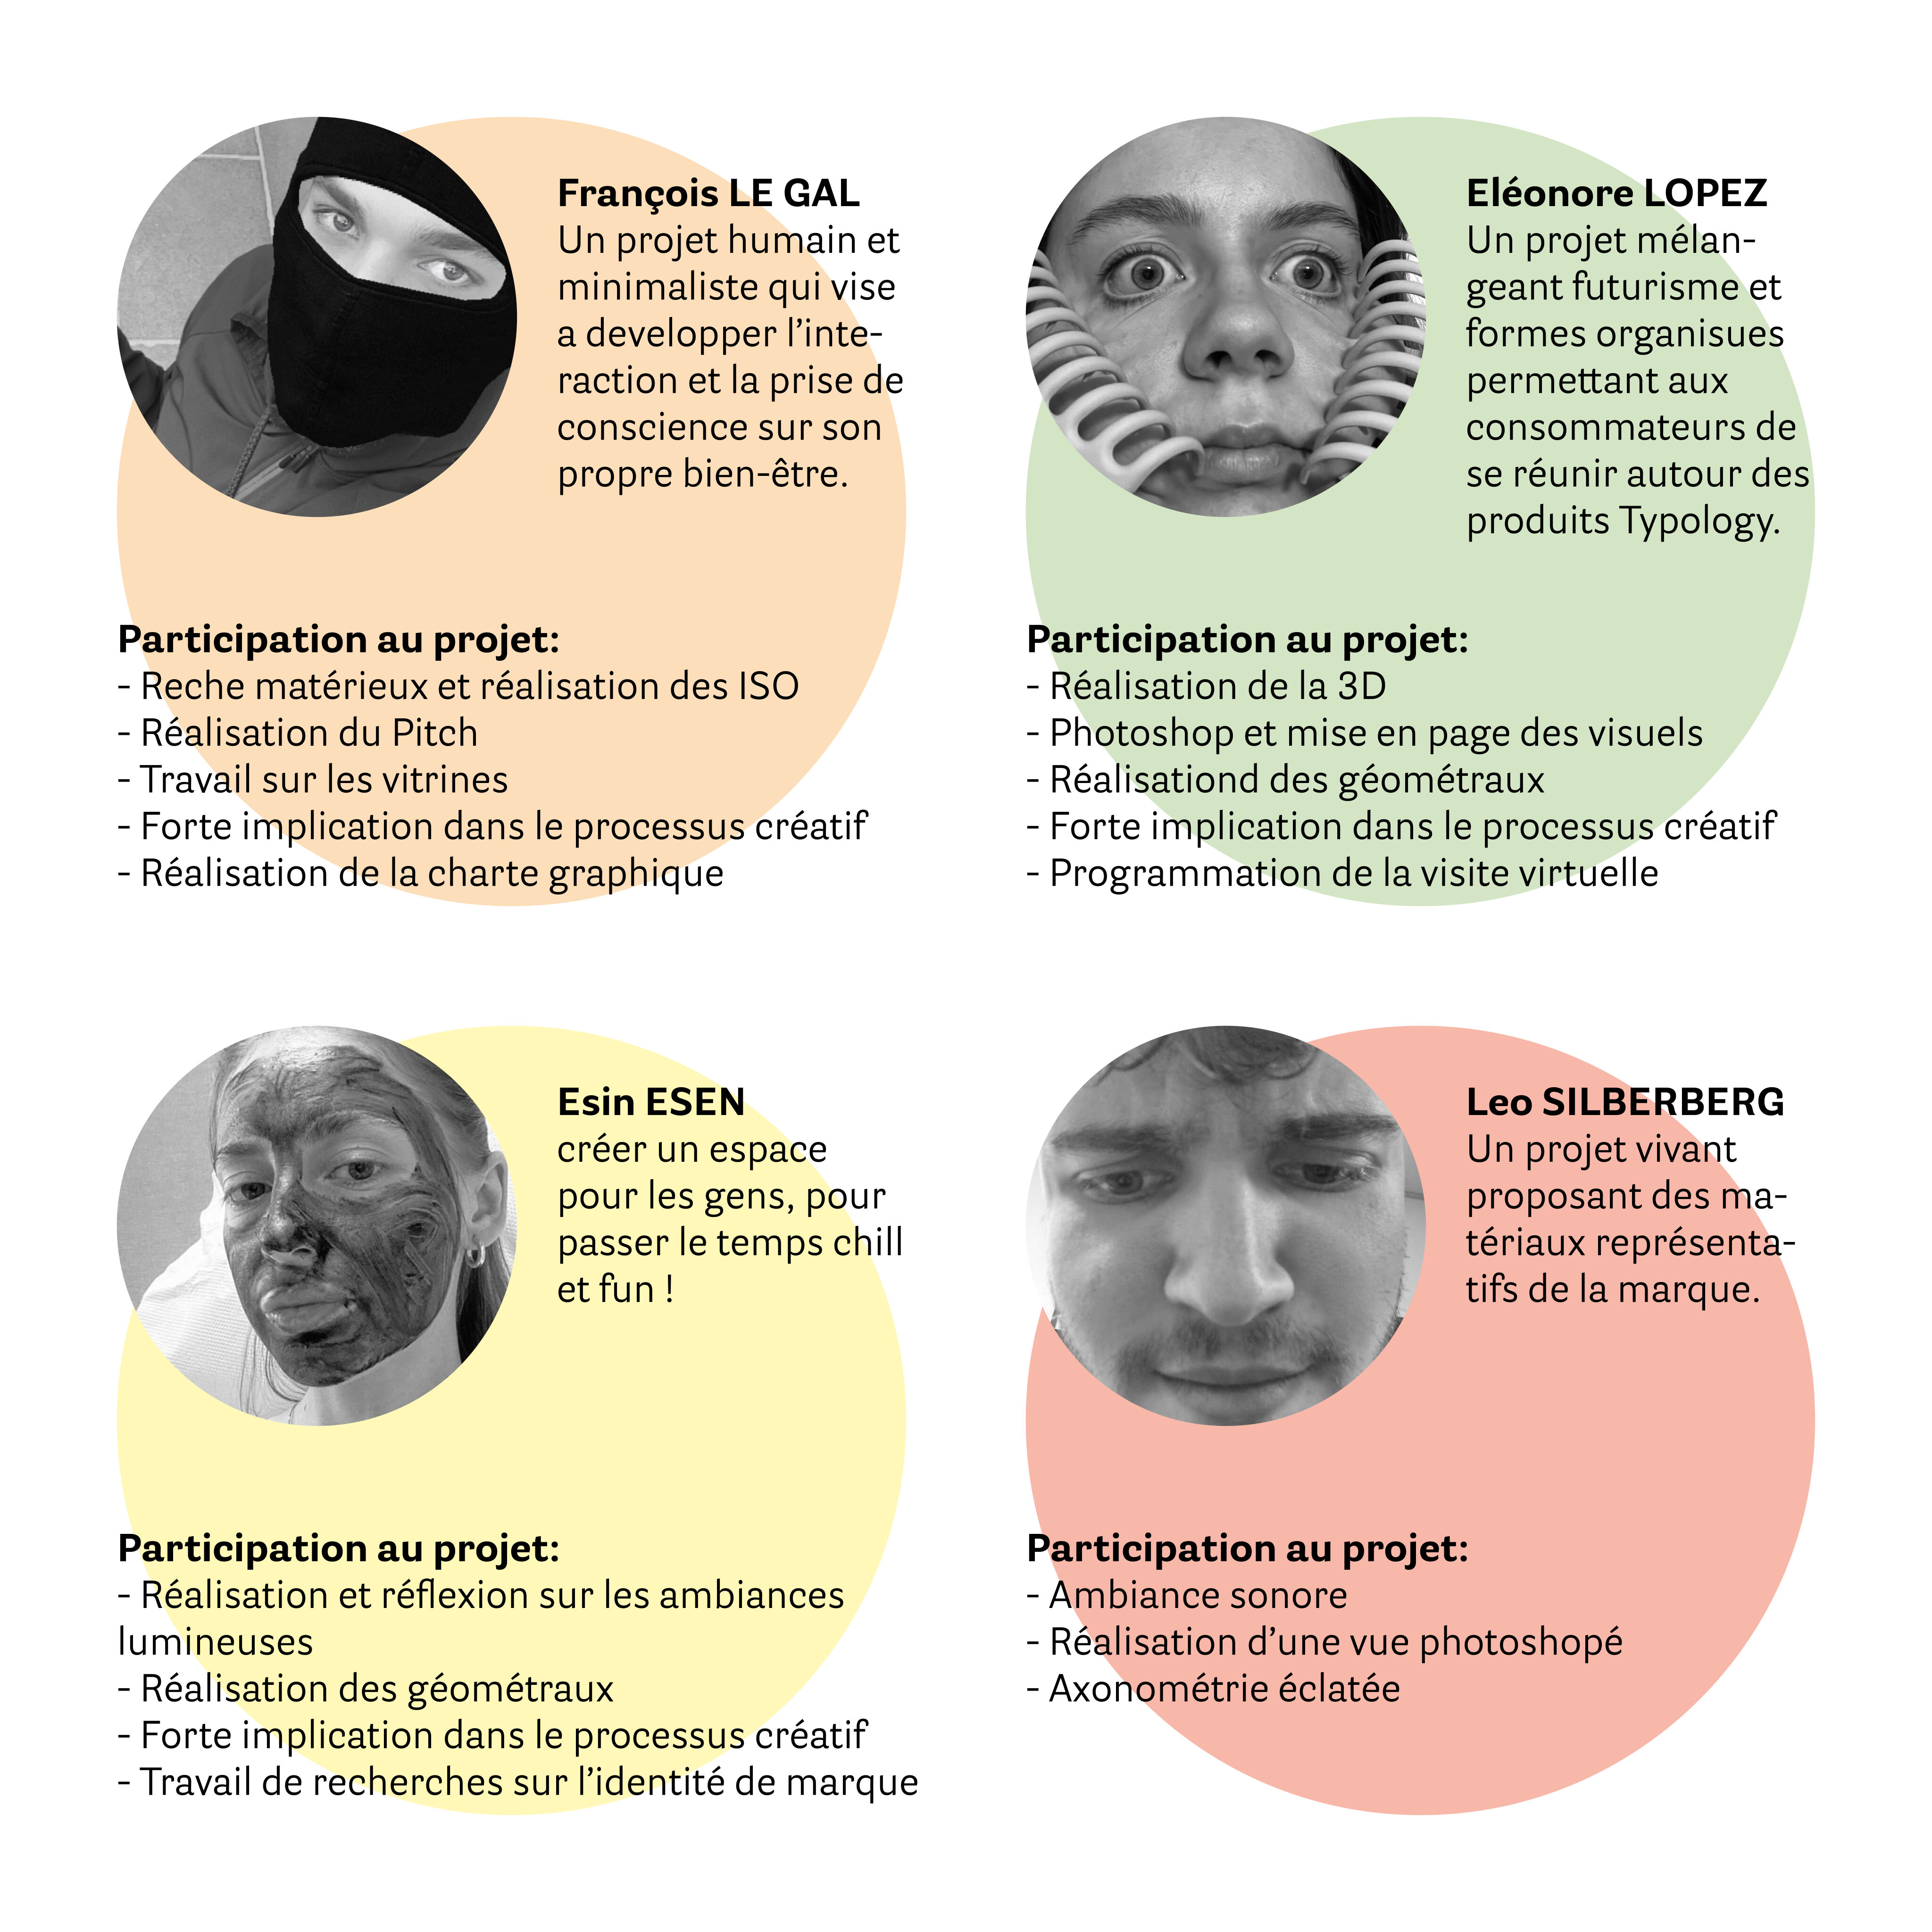 François LE GAL
Un projet humain et
minimaliste qui vise
a developper l’inte-
raction et la prise de
conscience sur son
propre bien-être.
Participation au projet:
- Reche matérieux et réalisation des ISO
- Réalisation du Pitch
- Travail sur les vitrines
- Forte implication dans le processus créatif
- Réalisation de la charte graphique
Eléonore LOPEZ
Un projet mélan-
geant futurisme et
formes organisues
permettant aux
consommateurs de
se réunir autour des
produits Typology.
Participation au projet:
- Réalisation de la 3D
- Photoshop et mise en page des visuels
- Réalisationd des géométraux
- Forte implication dans le processus créatif
- Programmation de la visite virtuelle
Esin ESEN
créer un espace
pour les gens, pour
passer le temps chill
et fun !
Participation au projet:
- Réalisation et réflexion sur les ambiances
lumineuses
- Réalisation des géométraux
- Forte implication dans le processus créatif
- Travail de recherches sur l’identité de marque
Leo SILBERBERG
Un projet vivant
proposant des ma-
tériaux représenta-
tifs de la marque.
Participation au projet:
- Ambiance sonore
- Réalisation d’une vue photoshopé
- Axonométrie éclatée